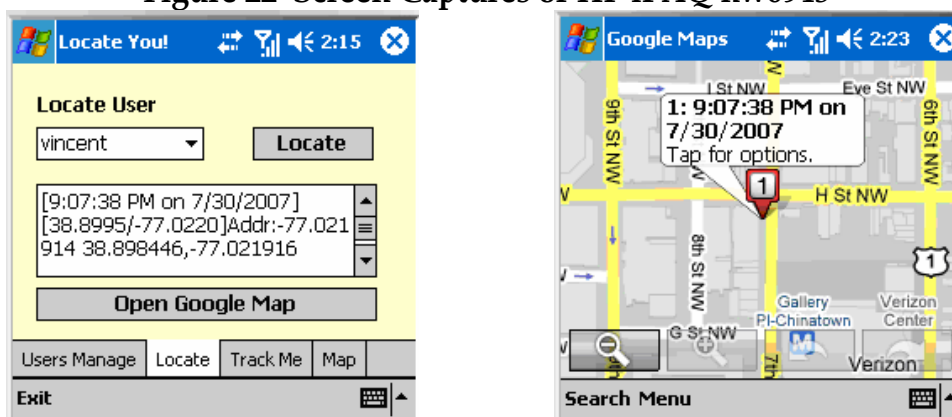 Figure 22 Screen Captures of HP iPAQ hw6915
Locate You! 2:15
Locate User
vincent
Locate
[9:07:38 PM on 7/30/2007]
[38.8995/-77.0220]Addr:-77.021
914 38.898446,-77.021916
Open Google Map
Users Manage Locate Track Me Map
Exit
Google Maps 2:23
I St NW
Eye St NW
1: 9:07:38 PM on
7/30/2007
Tap for options.
9th St NW
6th St NW
1
H St NW
8th St NW
1
Gallery
Pl-Chinatown
Verizon
Center
G St NW
M
7th
Verizon
Search Menu